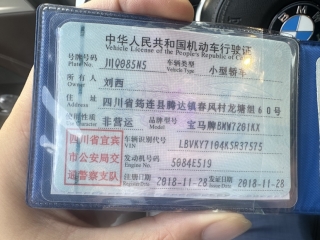 中华人民共和国机动车行驶证
Vehicle License of the People's Republic of China
号牌号码 Plate No. 川Q085N5 车辆类型 Vehicle Type 小型轿车
所有人 Owner 刘西
住址 四川省筠连县腾达镇春风村龙塘组60号
使用性质 非营运 品牌型号 宝马牌BMW7201KX
四川省宜宾市公安局交通警察支队
车辆识别代号 VIN LBVKY7104KSR37575
发动机号码 Engine No. 5084E519
注册日期 Register Date 2018-11-28 发证日期 Issue Date 2018-11-28
BMW